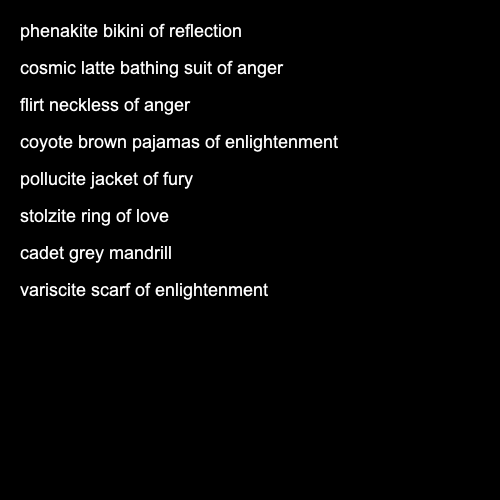 phenakite bikini of reflection
cosmic latte bathing suit of anger
flirt neckless of anger
coyote brown pajamas of enlightenment
pollucite jacket of fury
stolzite ring of love
cadet grey mandrill
variscite scarf of enlightenment